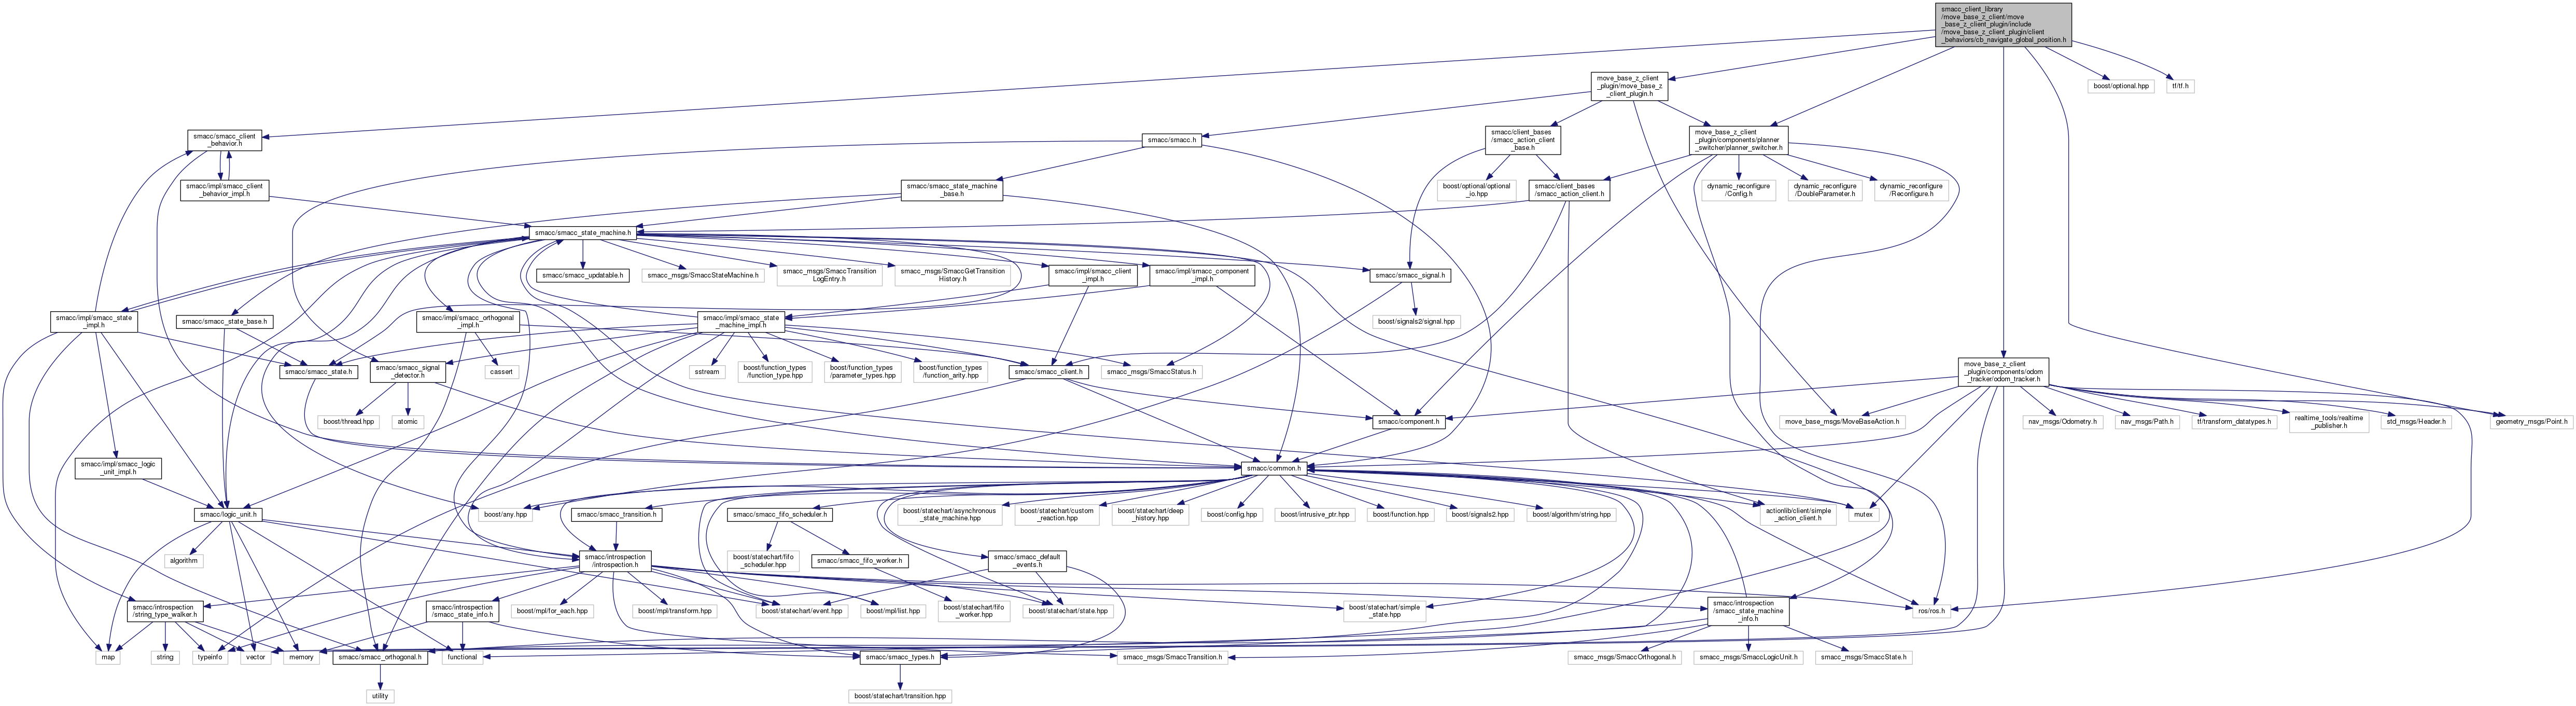 smacc_client_library
/move_base_z_client/move
_base_z_client_plugin/include
/move_base_z_client_plugin/client
_behaviors/cb_navigate_global_position.h
move_base_z_client
_plugin/move_base_z
_client_plugin.h
boost/optional.hpp
tf/tf.h
smacc/smacc_client
_behavior.h
smacc/smacc.h
smacc/client_bases
/smacc_action_client
_base.h
move_base_z_client
_plugin/components/planner
_switcher/planner_switcher.h
smacc/impl/smacc_client
_behavior_impl.h
smacc/smacc_state_machine
_base.h
boost/optional/optional
_io.hpp
smacc/client_bases
/smacc_action_client.h
dynamic_reconfigure
/Config.h
dynamic_reconfigure
/DoubleParameter.h
dynamic_reconfigure
/Reconfigure.h
smacc/smacc_state_machine.h
smacc/smacc_updatable.h
smacc_msgs/SmaccStateMachine.h
smacc_msgs/SmaccTransition
LogEntry.h
smacc_msgs/SmaccGetTransition
History.h
smacc/impl/smacc_client
_impl.h
smacc/impl/smacc_component
_impl.h
smacc/smacc_signal.h
smacc/impl/smacc_state
_impl.h
smacc/smacc_state_base.h
smacc/impl/smacc_orthogonal
_impl.h
smacc/impl/smacc_state
_machine_impl.h
boost/signals2/signal.hpp
smacc/smacc_state.h
smacc/smacc_signal
_detector.h
cassert
sstream
boost/function_types
/function_type.hpp
boost/function_types
/parameter_types.hpp
boost/function_types
/function_arity.hpp
smacc/smacc_client.h
smacc_msgs/SmaccStatus.h
move_base_z_client
_plugin/components/odom
_tracker/odom_tracker.h
boost/thread.hpp
atomic
smacc/component.h
move_base_msgs/MoveBaseAction.h
nav_msgs/Odometry.h
nav_msgs/Path.h
tf/transform_datatypes.h
realtime_tools/realtime
_publisher.h
std_msgs/Header.h
geometry_msgs/Point.h
smacc/impl/smacc_logic
_unit_impl.h
smacc/common.h
smacc/logic_unit.h
boost/any.hpp
smacc/smacc_transition.h
smacc/smacc_fifo_scheduler.h
boost/statechart/asynchronous
_state_machine.hpp
boost/statechart/custom
_reaction.hpp
boost/statechart/deep
_history.hpp
boost/config.hpp
boost/intrusive_ptr.hpp
boost/function.hpp
boost/signals2.hpp
boost/algorithm/string.hpp
actionlib/client/simple
_action_client.h
mutex
algorithm
smacc/introspection
/introspection.h
boost/statechart/fifo
_scheduler.hpp
smacc/smacc_fifo_worker.h
smacc/smacc_default
_events.h
smacc/introspection
/string_type_walker.h
smacc/introspection
/smacc_state_info.h
boost/mpl/for_each.hpp
boost/mpl/transform.hpp
boost/statechart/event.hpp
boost/mpl/list.hpp
boost/statechart/fifo
_worker.hpp
boost/statechart/state.hpp
boost/statechart/simple
_state.hpp
smacc/introspection
/smacc_state_machine
_info.h
ros/ros.h
map
string
typeinfo
vector
memory
smacc/smacc_orthogonal.h
functional
smacc/smacc_types.h
smacc_msgs/SmaccTransition.h
smacc_msgs/SmaccOrthogonal.h
smacc_msgs/SmaccLogicUnit.h
smacc_msgs/SmaccState.h
utility
boost/statechart/transition.hpp